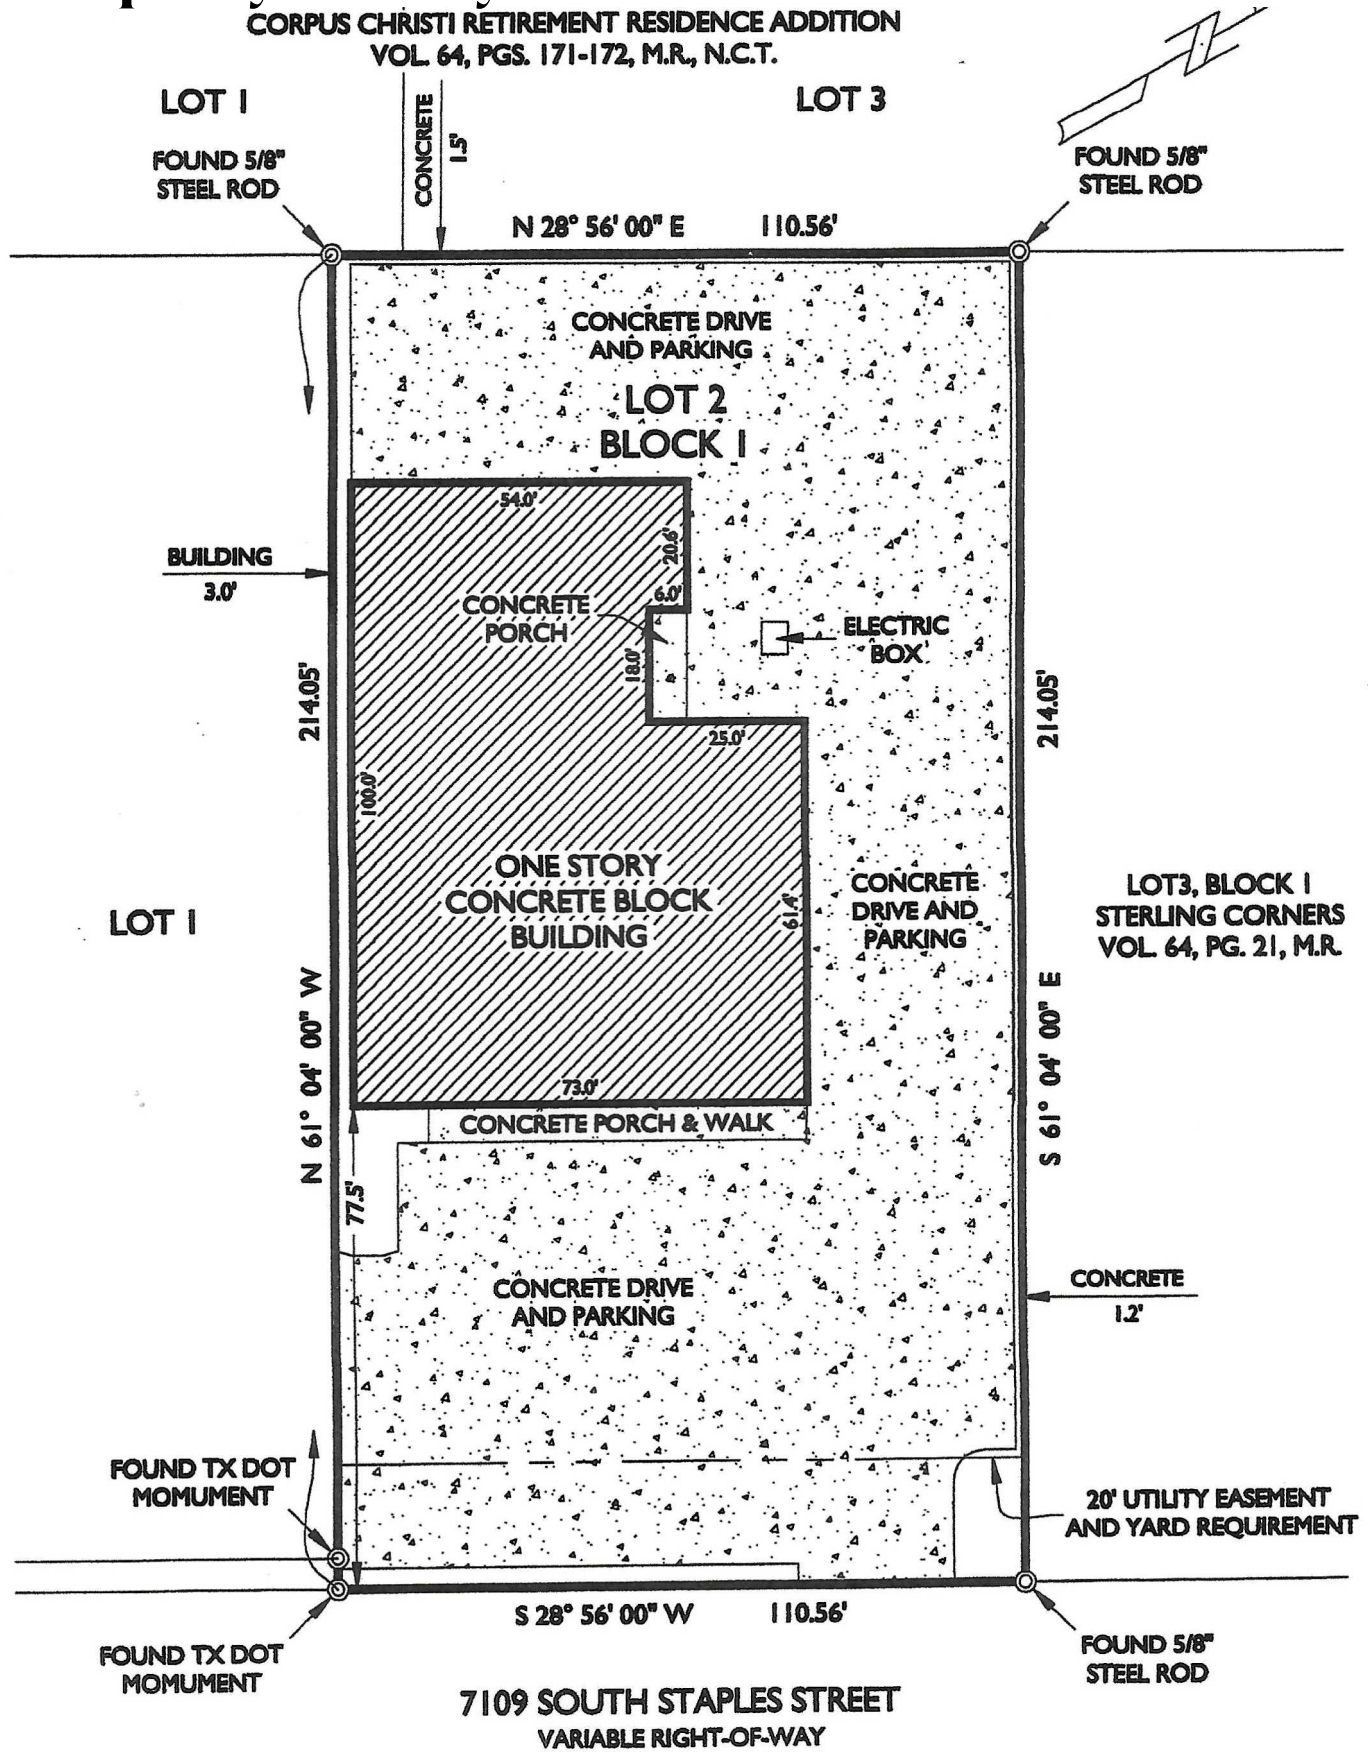 CORPUS CHRISTI RETIREMENT RESIDENCE ADDITION
VOL. 64, PGS. 171-172, M.R., N.C.T.
LOT 1
LOT 3
CONCRETE
1.5'
FOUND 5/8"
STEEL ROD
FOUND 5/8"
STEEL ROD
N 28° 56' 00" E 110.56'
CONCRETE DRIVE
AND PARKING
LOT 2
BLOCK 1
54.0'
20.6'
6.0'
BUILDING
3.0'
CONCRETE
PORCH
ELECTRIC
BOX
18.0'
25.0'
214.05'
214.05'
100.0'
ONE STORY
CONCRETE BLOCK
BUILDING
61.4'
CONCRETE
DRIVE AND
PARKING
LOT 1
LOT3, BLOCK 1
STERLING CORNERS
VOL. 64, PG. 21, M.R.
N 61° 04' 00" W
S 61° 04' 00" E
73.0'
CONCRETE PORCH & WALK
77.5'
CONCRETE DRIVE
AND PARKING
CONCRETE
1.2'
FOUND TX DOT
MOMUMENT
20' UTILITY EASEMENT
AND YARD REQUIREMENT
S 28° 56' 00" W 110.56'
FOUND TX DOT
MOMUMENT
FOUND 5/8"
STEEL ROD
7109 SOUTH STAPLES STREET
VARIABLE RIGHT-OF-WAY